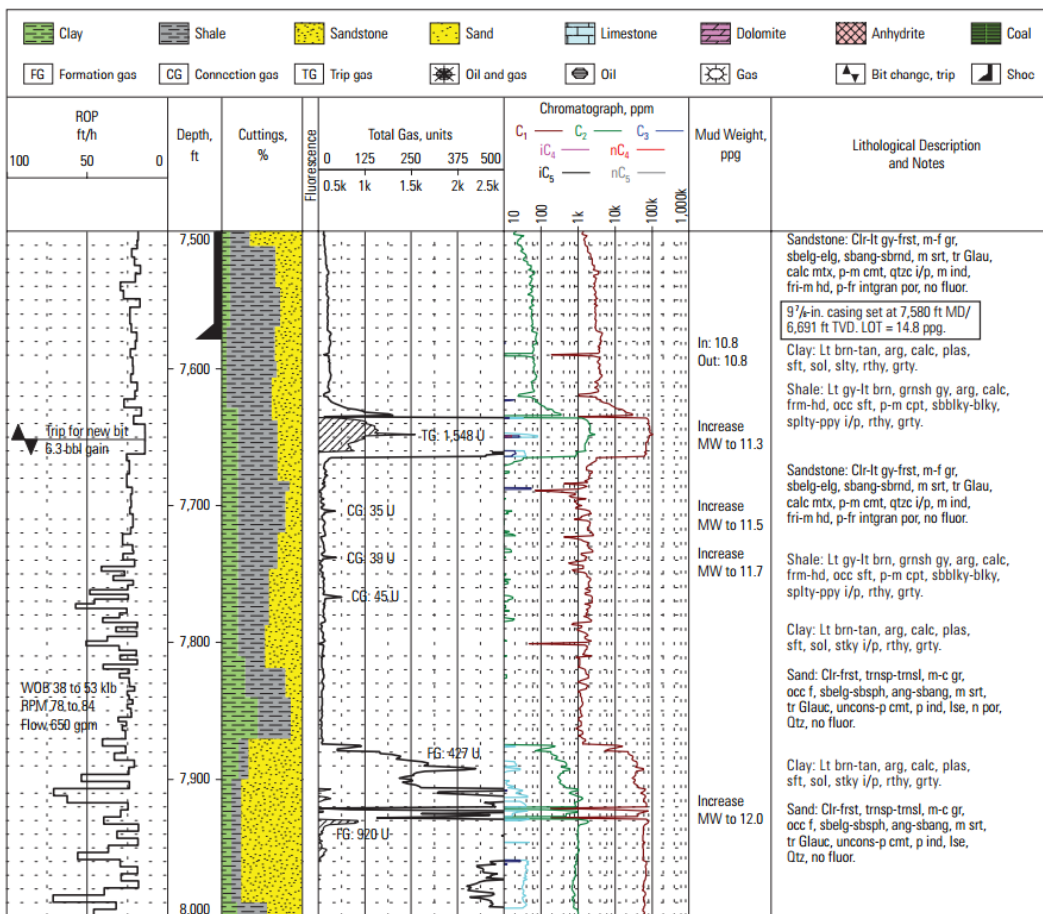 Clay Shale Sandstone Sand Limestone Dolomite Anhydrite Coal
FG Formation gas CG Connection gas TG Trip gas Oil and gas Oil Gas Bit change, trip Shoe
ROP
ft/h
100 50 0
Depth,
ft
Cuttings,
%
Fluorescence
Total Gas, units
0 125 250 375 500
0.5k 1k 1.5k 2k 2.5k
Chromatograph, ppm
C1 C2 C3
iC4 nC4
iC5 nC5
10 100 1k 10k 100k 1,000k
Mud Weight,
ppg
Lithological Description
and Notes
7,500
Sandstone: Clr-lt gy-frst, m-f gr,
sbelg-elg, sbang-sbrnd, m srt, tr Glau,
calc mtx, p-m cmt, qtzc i/p, m ind,
fri-m hd, p-fr intgran por, no fluor.
9 7/8-in. casing set at 7,580 ft MD/
6,691 ft TVD. LOT = 14.8 ppg.
In: 10.8
Out: 10.8
Clay: Lt brn-tan, arg, calc, plas,
sft, sol, slty, rthy, grty.
7,600
Shale: Lt gy-lt brn, grnsh gy, arg, calc,
frm-hd, occ sft, p-m cpt, sbblky-blky,
splty-ppy i/p, rthy, grty.
Trip for new bit
6.3 bbl gain
TG: 1,548 U
Increase
MW to 11.3
Sandstone: Clr-lt gy-frst, m-f gr,
sbelg-elg, sbang-sbrnd, m srt, tr Glau,
calc mtx, p-m cmt, qtzc i/p, m ind,
fri-m hd, p-fr intgran por, no fluor.
7,700
CG: 35 U
Increase
MW to 11.5
CG: 39 U
Increase
MW to 11.7
Shale: Lt gy-lt brn, grnsh gy, arg, calc,
frm-hd, occ sft, p-m cpt, sbblky-blky,
splty-ppy i/p, rthy, grty.
CG: 45 U
7,800
Clay: Lt brn-tan, arg, calc, plas,
sft, sol, stky i/p, rthy, grty.
WOB 38 to 53 klb
RPM 78 to 84
Flow 650 gpm
Sand: Clr-frst, trnsp-trnsl, m-c gr,
occ f, sbelg-sbsph, ang-sbang, m srt,
tr Glauc, uncons-p cmt, p ind, lse, n por,
Qtz, no fluor.
FG: 427 U
7,900
Clay: Lt brn-tan, arg, calc, plas,
sft, sol, stky i/p, rthy, grty.
Increase
MW to 12.0
Sand: Clr-frst, trnsp-trnsl, m-c gr,
occ f, sbelg-sbsph, ang-sbang, m srt,
tr Glauc, uncons-p cmt, p ind, lse,
Qtz, no fluor.
FG: 920 U
8,000